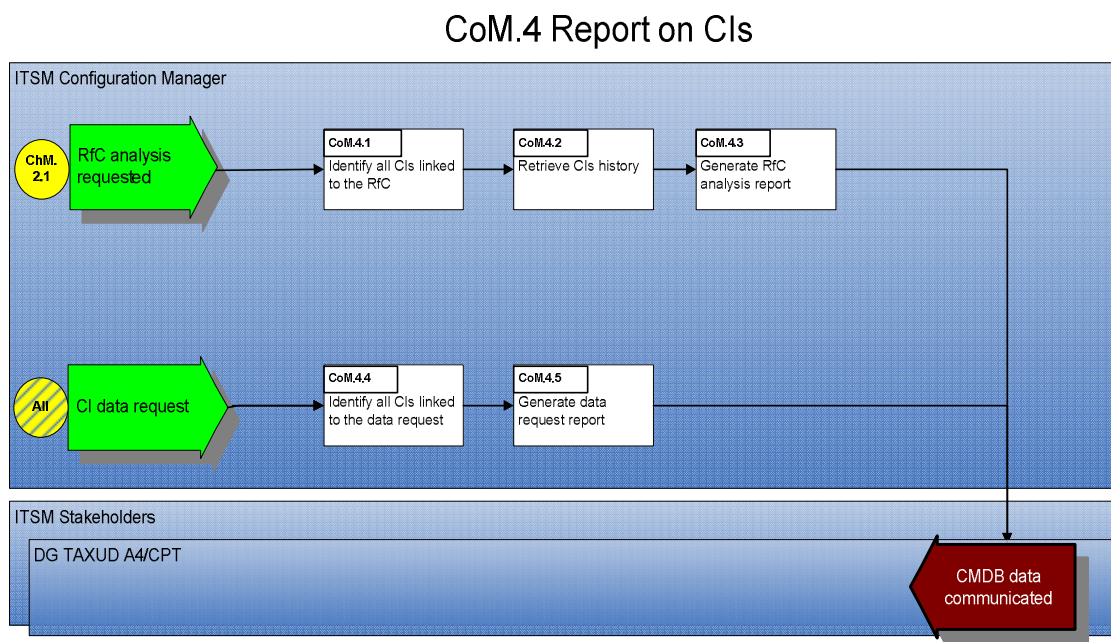 CoM.4 Report on CIs
ITSM Configuration Manager
ChM.
2.1
RfC analysis
requested
CoM.4.1
Identify all CIs linked
to the RfC
CoM.4.2
Retrieve CIs history
CoM.4.3
Generate RfC
analysis report
All
CI data request
CoM.4.4
Identify all CIs linked
to the data request
CoM.4.5
Generate data
request report
ITSM Stakeholders
DG TAXUD A4/CPT
CMDB data
communicated